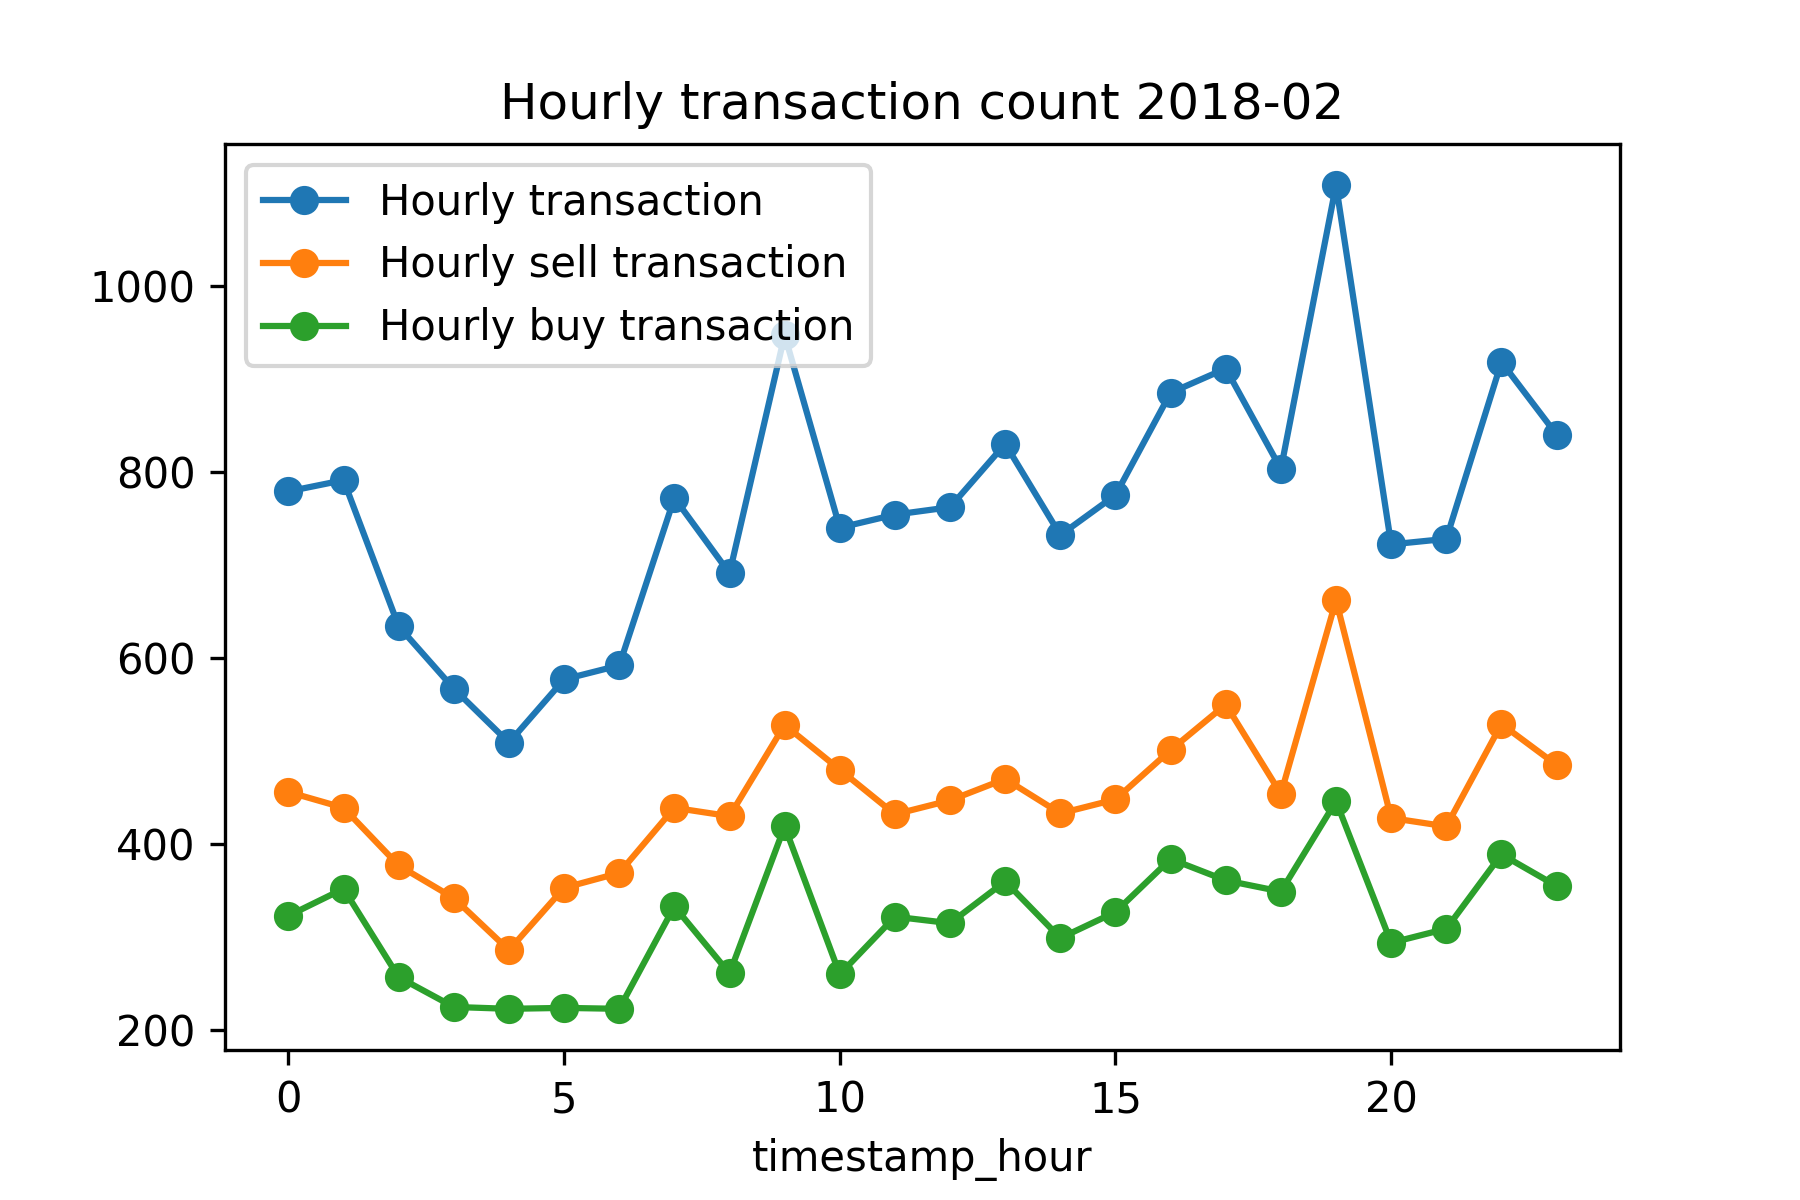 Hourly transaction count 2018-02
Hourly transaction
Hourly sell transaction
Hourly buy transaction
1000
800
600
400
200
0 5 10 15 20
timestamp_hour